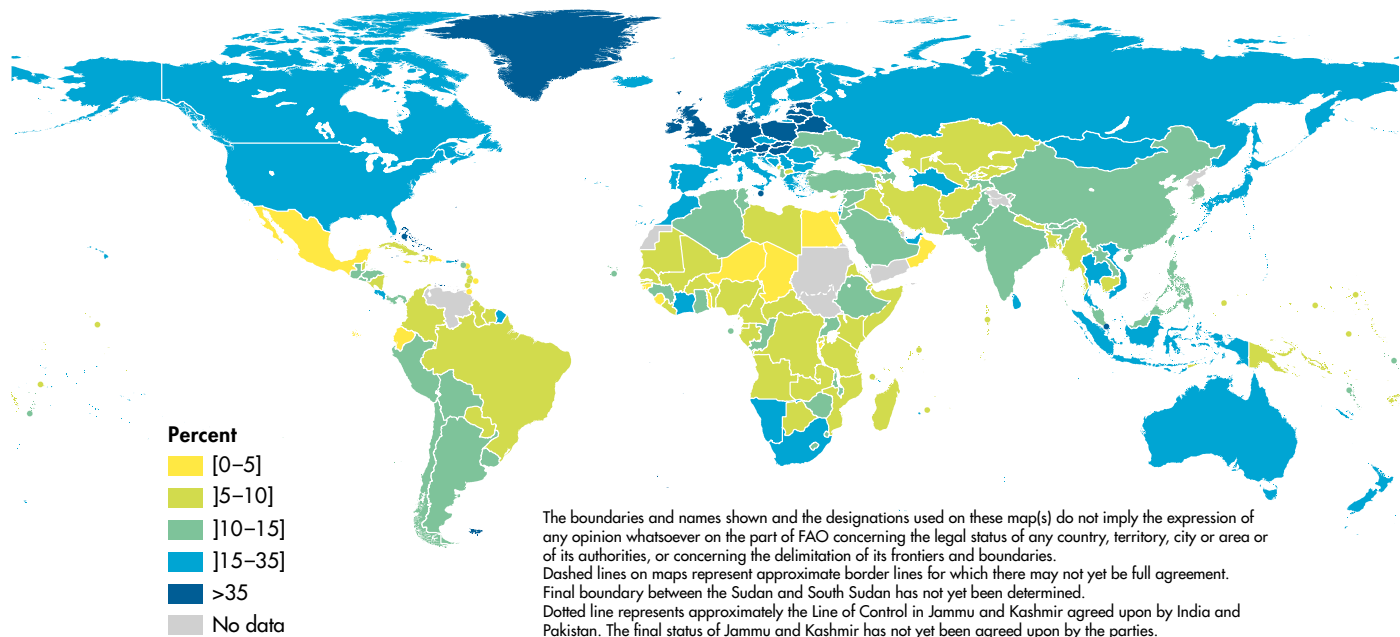 Percent
[0–5]
]5–10]
]10–15]
]15–35]
>35
No data
The boundaries and names shown and the designations used on these map(s) do not imply the expression of
any opinion whatsoever on the part of FAO concerning the legal status of any country, territory, city or area or
of its authorities, or concerning the delimitation of its frontiers and boundaries.
Dashed lines on maps represent approximate border lines for which there may not yet be full agreement.
Final boundary between the Sudan and South Sudan has not yet been determined.
Dotted line represents approximately the Line of Control in Jammu and Kashmir agreed upon by India and
Pakistan. The final status of Jammu and Kashmir has not yet been agreed upon by the parties.